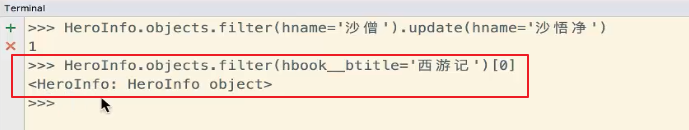 Terminal
>>> HeroInfo.objects.filter(hname='沙僧').update(hname='沙悟净')
1
>>> HeroInfo.objects.filter(hbook__btitle='西游记')[0]
<HeroInfo: HeroInfo object>
>>>